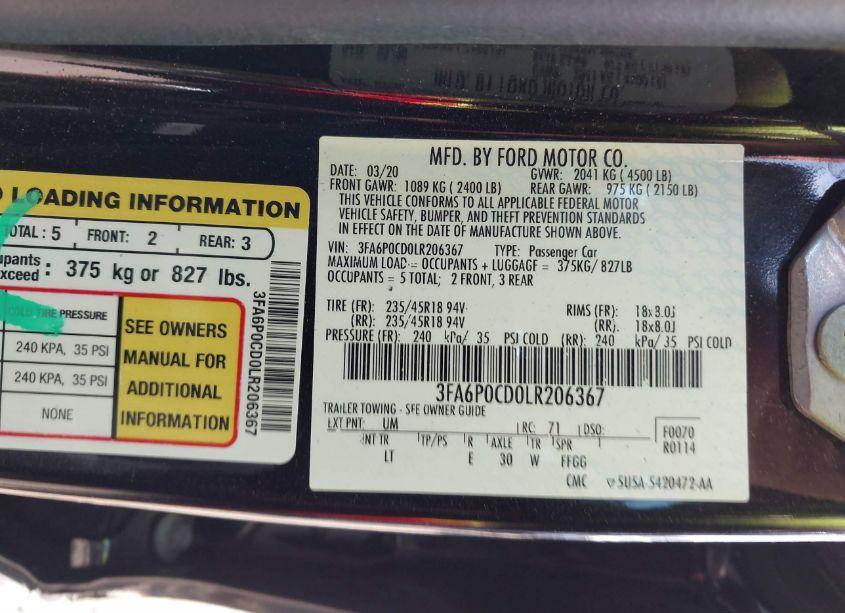 LOADING INFORMATION
TOTAL: 5 FRONT: 2 REAR: 3
375 kg or 827 lbs.
COLD TIRE PRESSURE
240 KPA, 35 PSI
240 KPA, 35 PSI
NONE
SEE OWNERS
MANUAL FOR
ADDITIONAL
INFORMATION
3FA6P0CD0LR206367
MFD. BY FORD MOTOR CO.
DATE: 03/20 GVWR: 2041 KG ( 4500 LB)
FRONT GAWR: 1089 KG ( 2400 LB) REAR GAWR: 975 KG ( 2150 LB)
THIS VEHICLE CONFORMS TO ALL APPLICABLE FEDERAL MOTOR
VEHICLE SAFETY, BUMPER, AND THEFT PREVENTION STANDARDS
IN EFFECT ON THE DATE OF MANUFACTURE SHOWN ABOVE.
VIN: 3FA6P0CD0LR206367 TYPE: Passenger Car
MAXIMUM LOAD = OCCUPANTS + LUGGAGE = 375KG/ 827LB
OCCUPANTS = 5 TOTAL; 2 FRONT, 3 REAR
TIRE (FR): 235/45R18 94V RIMS (FR): 18x8.0J
(RR): 235/45R18 94V (RR): 18x8.0J
PRESSURE (FR): 240 kPa/ 35 PSI COLD (RR): 240 kPa/ 35 PSI COLD
3FA6P0CD0LR206367
TRAILER TOWING - SEE OWNER GUIDE
EXT PNT: UM RC: 71 DSO: F0070
INT TR TP/PS R AXLE TR SPR R0114
LT E 30 W FFGG
CMC ▽5U5A-5420472-AA